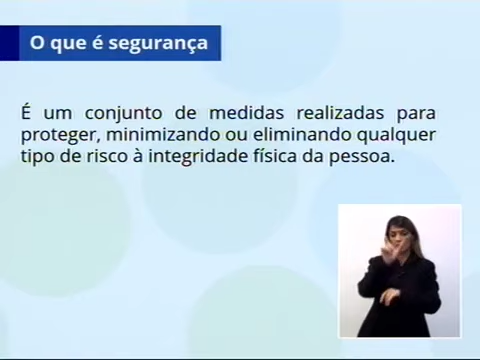 O que é segurança
É um conjunto de medidas realizadas para
proteger, minimizando ou eliminando qualquer
tipo de risco à integridade física da pessoa.